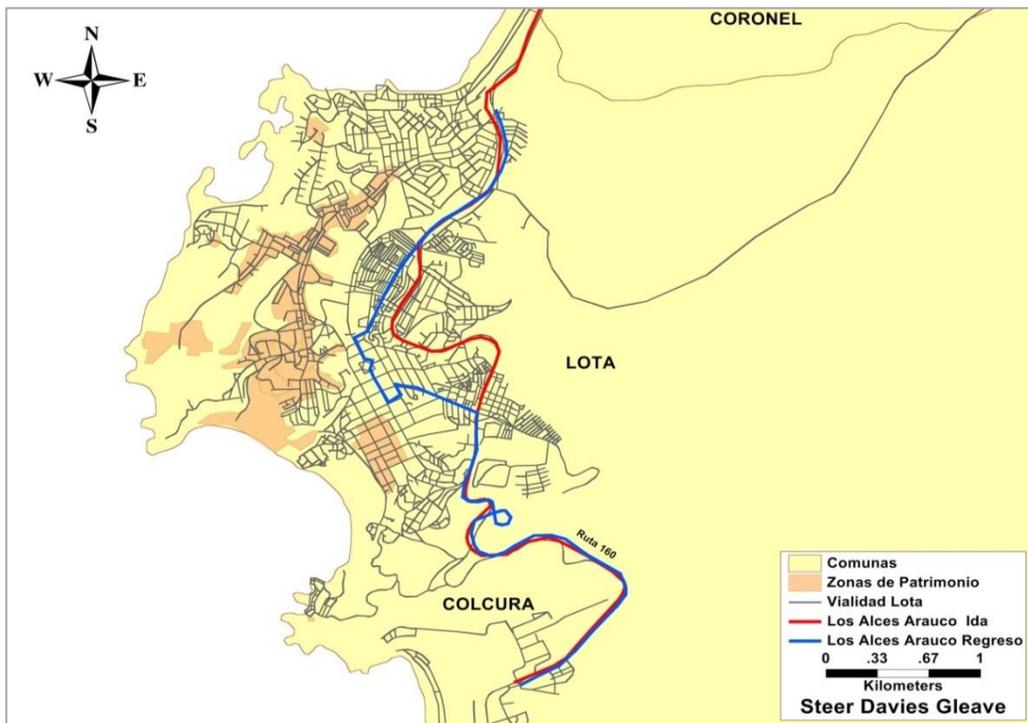 CORONEL
N
W E
S
LOTA
Ruta 160
COLCURA
Comunas
Zonas de Patrimonio
Vialidad Lota
Los Alces Arauco Ida
Los Alces Arauco Regreso
0 .33 .67 1
Kilometers
Steer Davies Gleave